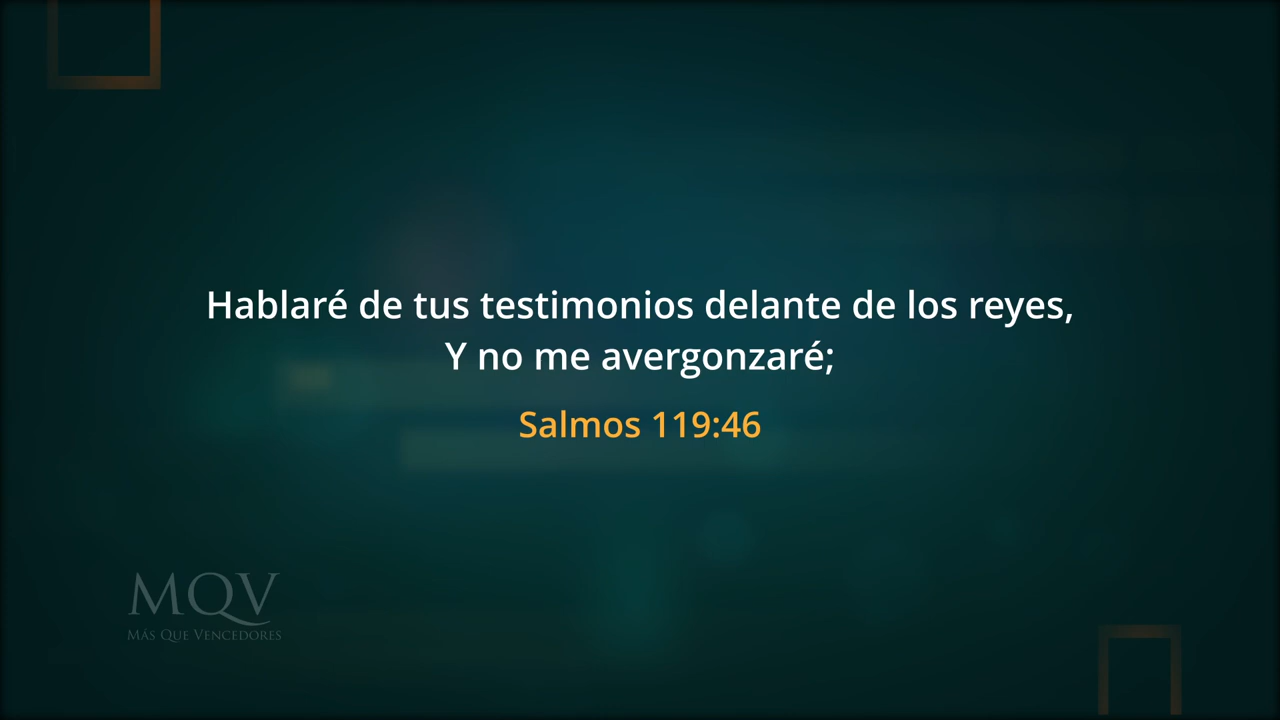 Hablaré de tus testimonios delante de los reyes,
Y no me avergonzaré;
Salmos 119:46
MQV
Más Que Vencedores